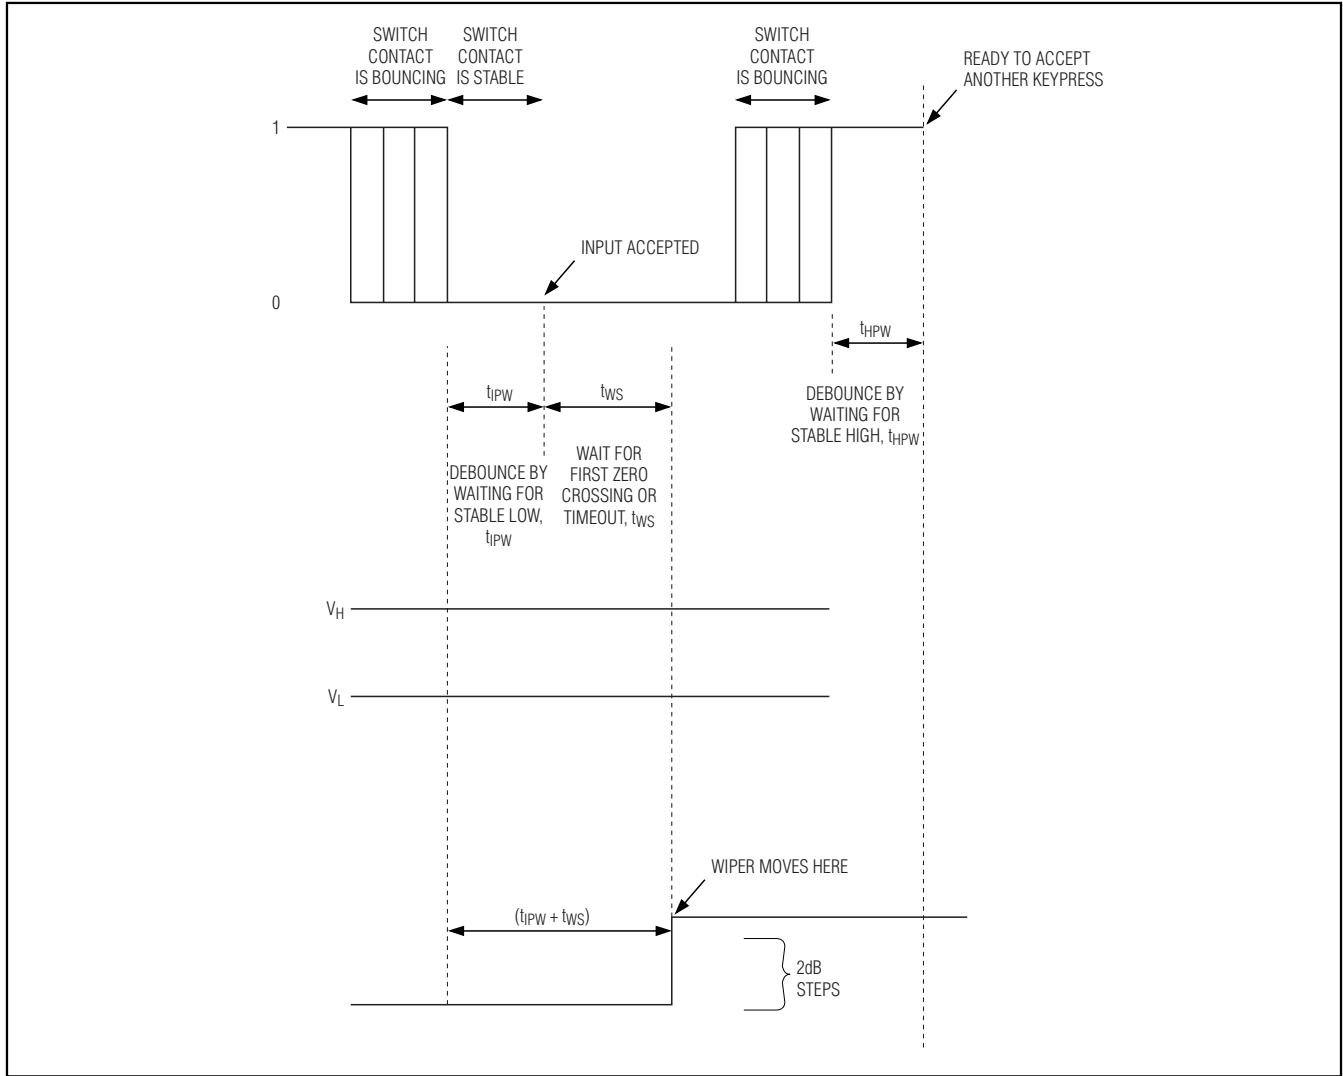 SWITCH
CONTACT
IS BOUNCING
SWITCH
CONTACT
IS STABLE
SWITCH
CONTACT
IS BOUNCING
READY TO ACCEPT
ANOTHER KEYPRESS
1
INPUT ACCEPTED
0
tHPW
DEBOUNCE BY
WAITING FOR
STABLE HIGH, tHPW
tIPW
tWS
DEBOUNCE BY
WAITING FOR
STABLE LOW,
tIPW
WAIT FOR
FIRST ZERO
CROSSING OR
TIMEOUT, tWS
VH
VL
WIPER MOVES HERE
(tIPW + tWS)
2dB
STEPS